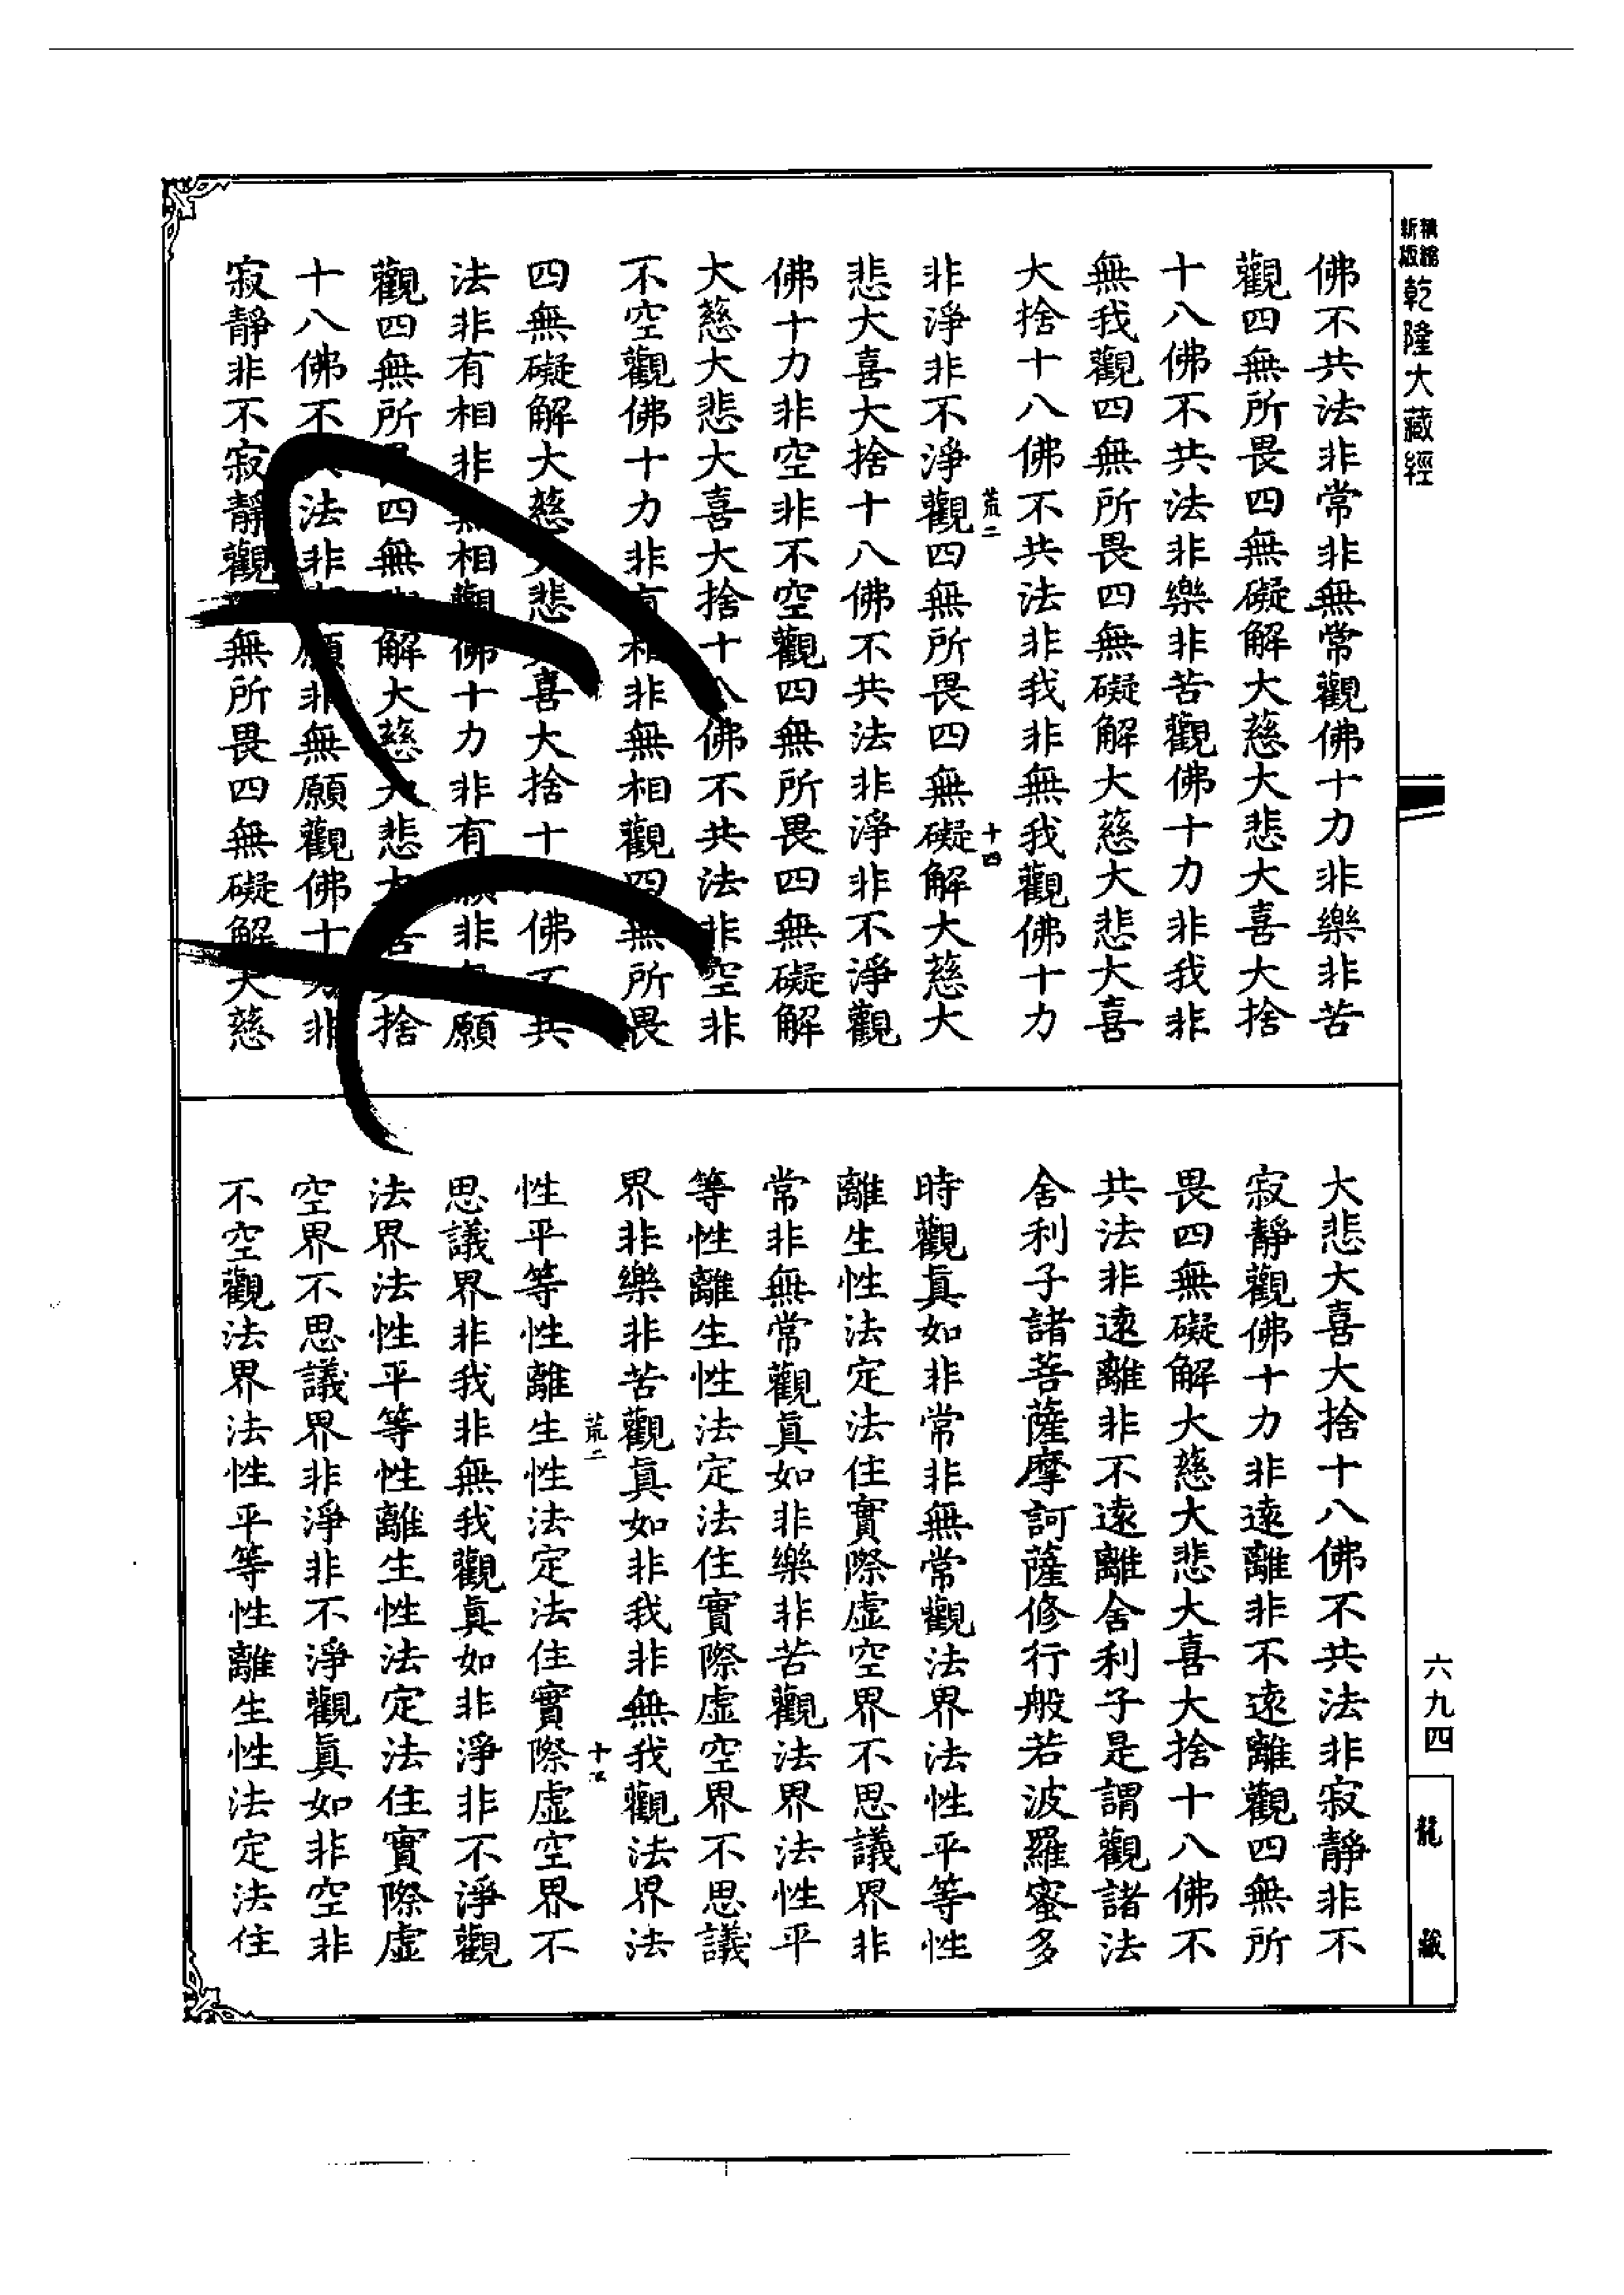 新版
精縮
乾隆大藏經
佛不共法非常非無常觀佛十力非樂非苦
觀四無所畏四無礙解大慈大悲大喜大捨
十八佛不共法非樂非苦觀佛十力非我非
無我觀四無所畏四無礙解大慈大悲大喜
大捨十八佛不共法非我非無我觀佛十力
荒二 十四
非淨非不淨觀四無所畏四無礙解大慈大
悲大喜大捨十八佛不共法非淨非不淨觀
佛十力非空非不空觀四無所畏四無礙解
大慈大悲大喜大捨十八佛不共法非空非
不空觀佛十力非有相非無相觀四無所畏
四無礙解大慈大悲大喜大捨十佛不共
法非有相非無相觀佛十力非有願非無願
觀四無所畏四無解大慈大悲大捨
十八佛不法非願非無願觀佛十力非
寂靜非不寂靜觀無所畏四無礙解大慈
大悲大喜大捨十八佛不共法非寂靜非不
寂靜觀佛十力非遠離非不遠離觀四無所
畏四無礙解大慈大悲大喜大捨十八佛不
共法非遠離非不遠離舍利子是謂觀諸法
舍利子諸菩薩摩訶薩修行般若波羅蜜多
時觀真如非常非無常觀法界法性平等性
離生性法定法住實際虛空界不思議界非
常非無常觀真如非樂非苦觀法界法性平
等性離生性法定法住實際虛空界不思議
界非樂非苦觀真如非我非無我觀法界法
荒二
性平等性離生性法定法住實際虛空界不
思議界非我非無我觀真如非淨非不淨觀
法界法性平等性離生性法定法住實際虛
空界不思議界非淨非不淨觀真如非空非
不空觀法界法性平等性離生性法定法住
六九四
龍藏